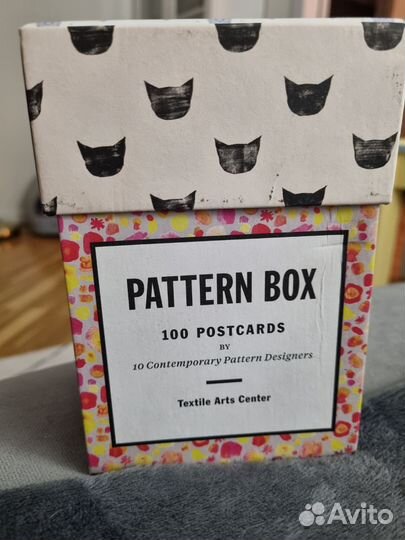 PATTERN BOX
100 POSTCARDS
BY
10 Contemporary Pattern Designers
Textile Arts Center
Avito